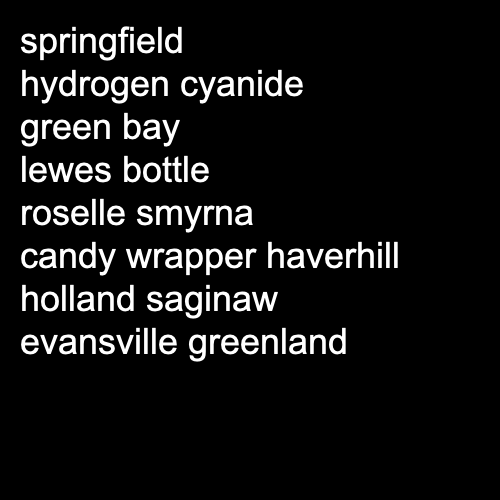 springfield
hydrogen cyanide
green bay
lewes bottle
roselle smyrna
candy wrapper haverhill
holland saginaw
evansville greenland